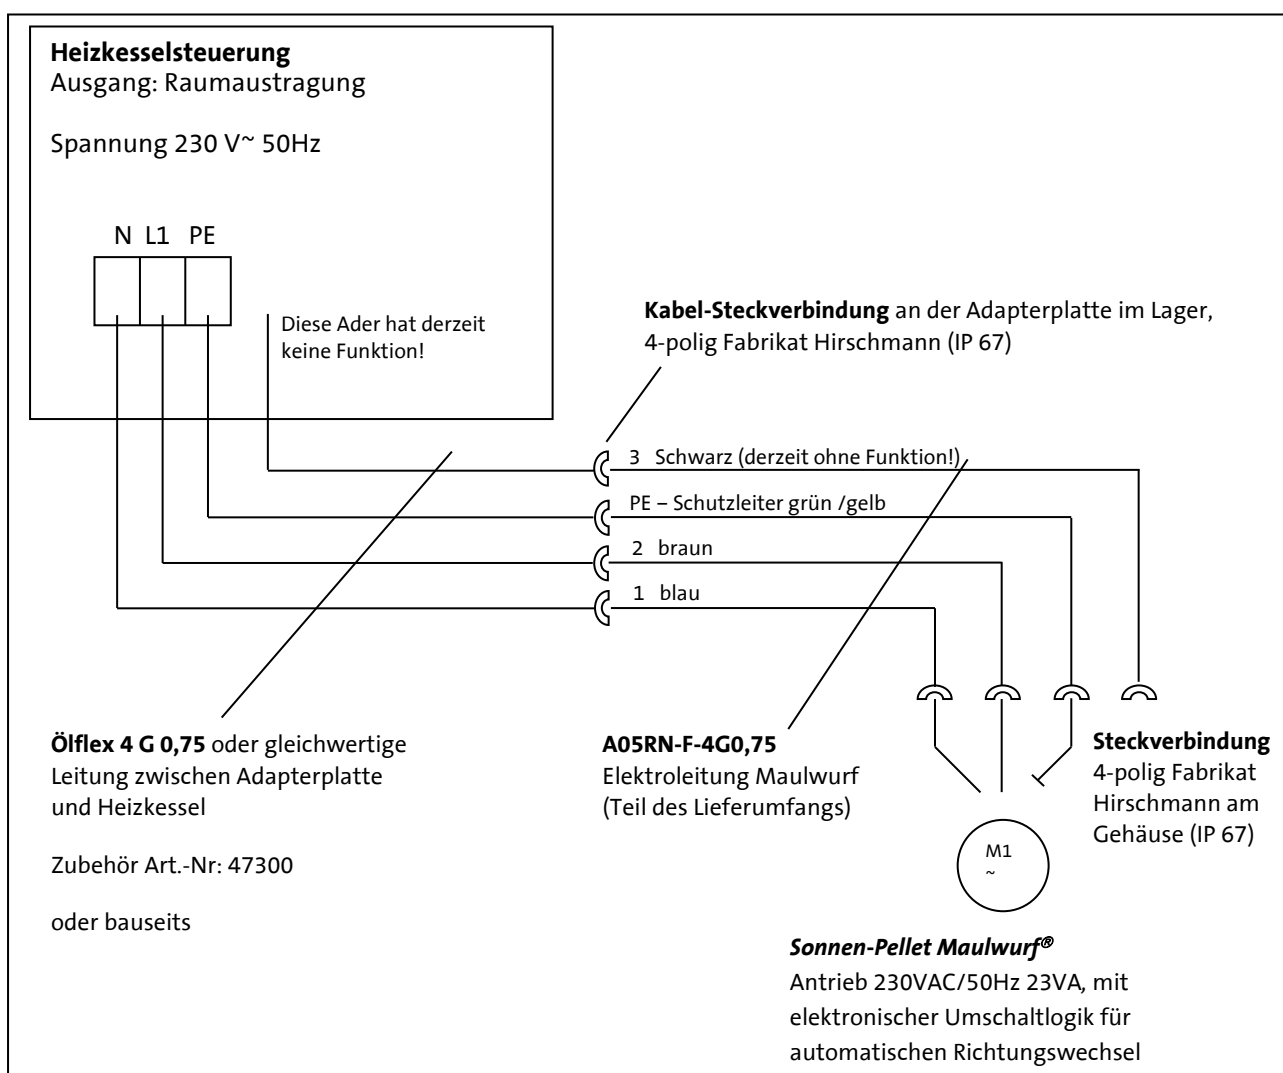 Heizkesselsteuerung
Ausgang: Raumaustragung
Spannung 230 V~ 50Hz
N L1 PE
Diese Ader hat derzeit
keine Funktion!
Kabel-Steckverbindung an der Adapterplatte im Lager,
4-polig Fabrikat Hirschmann (IP 67)
3 Schwarz (derzeit ohne Funktion!)
PE – Schutzleiter grün /gelb
2 braun
1 blau
Ölflex 4 G 0,75 oder gleichwertige
Leitung zwischen Adapterplatte
und Heizkessel
Zubehör Art.-Nr: 47300
oder bauseits
A05RN-F-4G0,75
Elektroleitung Maulwurf
(Teil des Lieferumfangs)
Steckverbindung
4-polig Fabrikat
Hirschmann am
Gehäuse (IP 67)
M1
~
Sonnen-Pellet Maulwurf®
Antrieb 230VAC/50Hz 23VA, mit
elektronischer Umschaltlogik für
automatischen Richtungswechsel